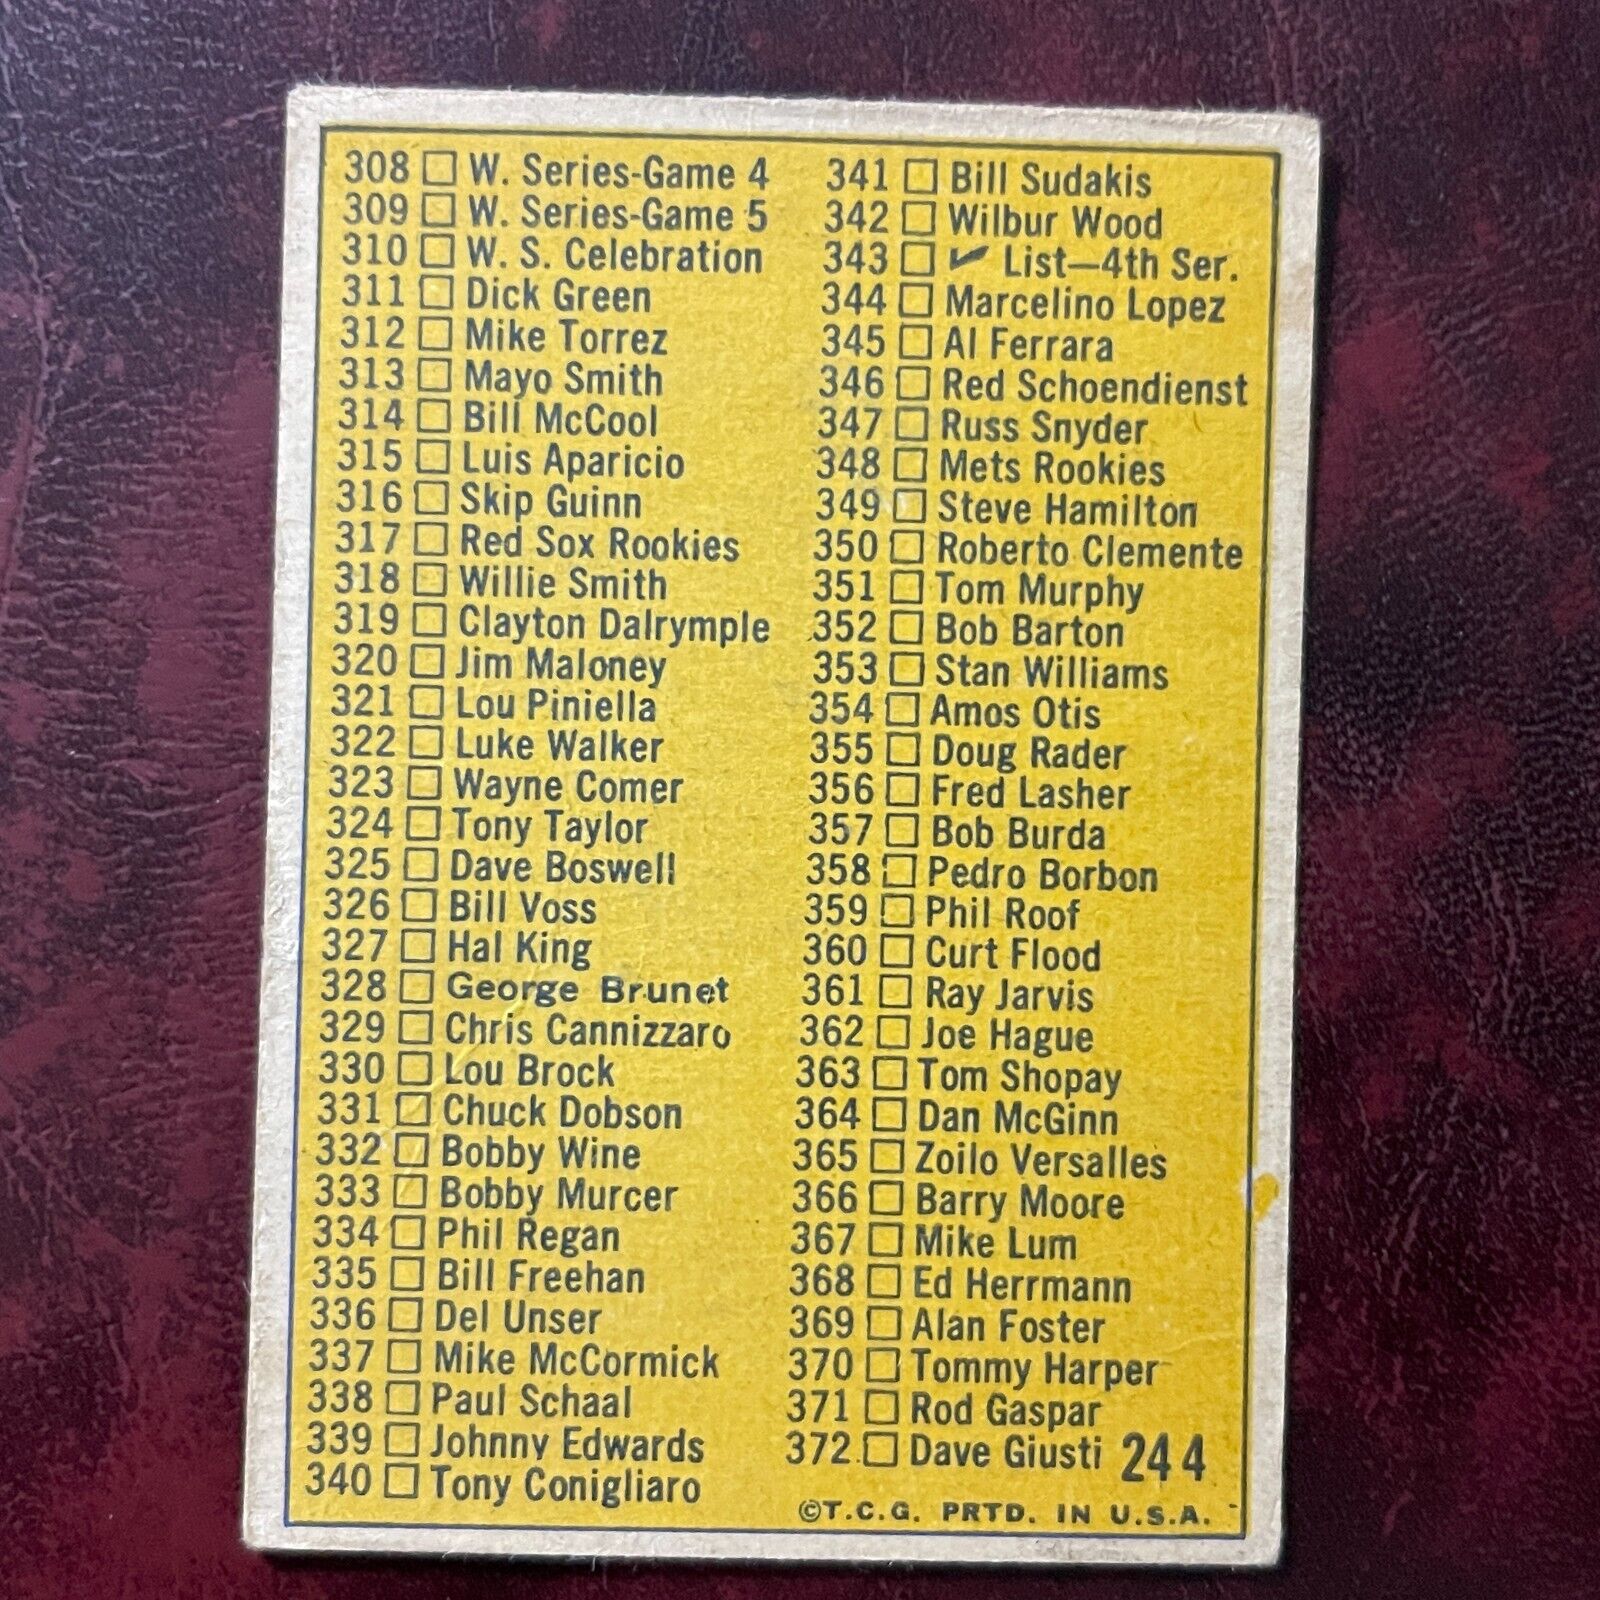 308 ☐ W. Series-Game 4
309 ☐ W. Series-Game 5
310 ☐ W. S. Celebration
311 ☐ Dick Green
312 ☐ Mike Torrez
313 ☐ Mayo Smith
314 ☐ Bill McCool
315 ☐ Luis Aparicio
316 ☐ Skip Guinn
317 ☐ Red Sox Rookies
318 ☐ Willie Smith
319 ☐ Clayton Dalrymple
320 ☐ Jim Maloney
321 ☐ Lou Piniella
322 ☐ Luke Walker
323 ☐ Wayne Comer
324 ☐ Tony Taylor
325 ☐ Dave Boswell
326 ☐ Bill Voss
327 ☐ Hal King
328 ☐ George Brunet
329 ☐ Chris Cannizzaro
330 ☐ Lou Brock
331 ☐ Chuck Dobson
332 ☐ Bobby Wine
333 ☐ Bobby Murcer
334 ☐ Phil Regan
335 ☐ Bill Freehan
336 ☐ Del Unser
337 ☐ Mike McCormick
338 ☐ Paul Schaal
339 ☐ Johnny Edwards
340 ☐ Tony Conigliaro
341 ☐ Bill Sudakis
342 ☐ Wilbur Wood
343 ☐ ✓ List—4th Ser.
344 ☐ Marcelino Lopez
345 ☐ Al Ferrara
346 ☐ Red Schoendienst
347 ☐ Russ Snyder
348 ☐ Mets Rookies
349 ☐ Steve Hamilton
350 ☐ Roberto Clemente
351 ☐ Tom Murphy
352 ☐ Bob Barton
353 ☐ Stan Williams
354 ☐ Amos Otis
355 ☐ Doug Rader
356 ☐ Fred Lasher
357 ☐ Bob Burda
358 ☐ Pedro Borbon
359 ☐ Phil Roof
360 ☐ Curt Flood
361 ☐ Ray Jarvis
362 ☐ Joe Hague
363 ☐ Tom Shopay
364 ☐ Dan McGinn
365 ☐ Zoilo Versalles
366 ☐ Barry Moore
367 ☐ Mike Lum
368 ☐ Ed Herrmann
369 ☐ Alan Foster
370 ☐ Tommy Harper
371 ☐ Rod Gaspar
372 ☐ Dave Giusti 244
©T.C.G. PRTD. IN U.S.A.